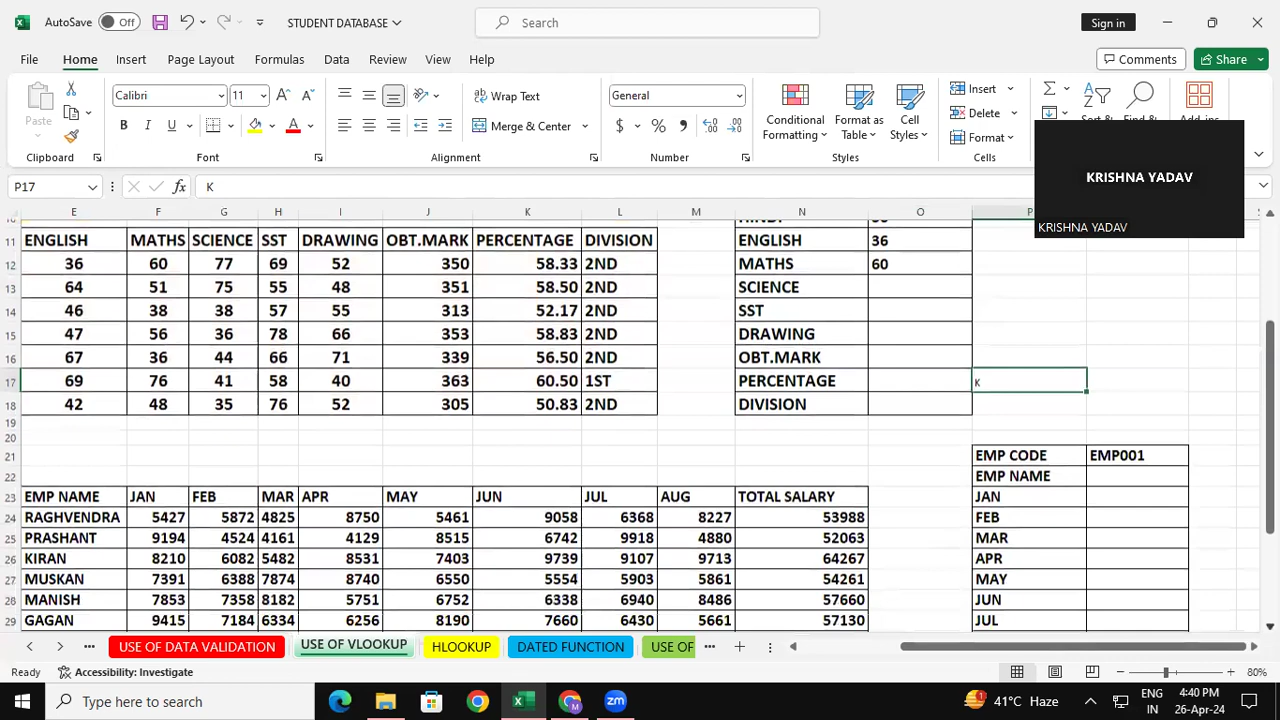 AutoSave Off STUDENT DATABASE Search Sign in
File Home Insert Page Layout Formulas Data Review View Help Comments Share
Paste Calibri 11 Wrap Text General Conditional Formatting Format as Table Cell Styles Insert Add-ins
B I U Merge & Center $ % Delete Format
Clipboard Font Alignment Number Styles Cells
KRISHNA YADAV
KRISHNA YADAV
P17 K
E F G H I J K L M N O P
11 ENGLISH MATHS SCIENCE SST DRAWING OBT.MARK PERCENTAGE DIVISION ENGLISH 36
12 36 60 77 69 52 350 58.33 2ND MATHS 60
13 64 51 75 55 48 351 58.50 2ND SCIENCE
14 46 38 38 57 55 313 52.17 2ND SST
15 47 56 36 78 66 353 58.83 2ND DRAWING
16 67 36 44 66 71 339 56.50 2ND OBT.MARK
17 69 76 41 58 40 363 60.50 1ST PERCENTAGE K
18 42 48 35 76 52 305 50.83 2ND DIVISION
19
20
21 EMP CODE EMP001
22 EMP NAME
23 EMP NAME JAN FEB MAR APR MAY JUN JUL AUG TOTAL SALARY JAN
24 RAGHVENDRA 5427 5872 4825 8750 5461 9058 6368 8227 53988 FEB
25 PRASHANT 9194 4524 4161 4129 8515 6742 9918 4880 52063 MAR
26 KIRAN 8210 6082 5482 8531 7403 9739 9107 9713 64267 APR
27 MUSKAN 7391 6388 7874 8740 6550 5554 5903 5861 54261 MAY
28 MANISH 7853 7358 8182 5751 6752 6338 6940 8486 57660 JUN
29 GAGAN 9415 7184 6334 6256 8190 7660 6430 5661 57130 JUL
USE OF DATA VALIDATION USE OF VLOOKUP HLOOKUP DATED FUNCTION USE OF
Ready Accessibility: Investigate 80%
Type here to search 41°C Haze ENG IN 4:40 PM 26-Apr-24